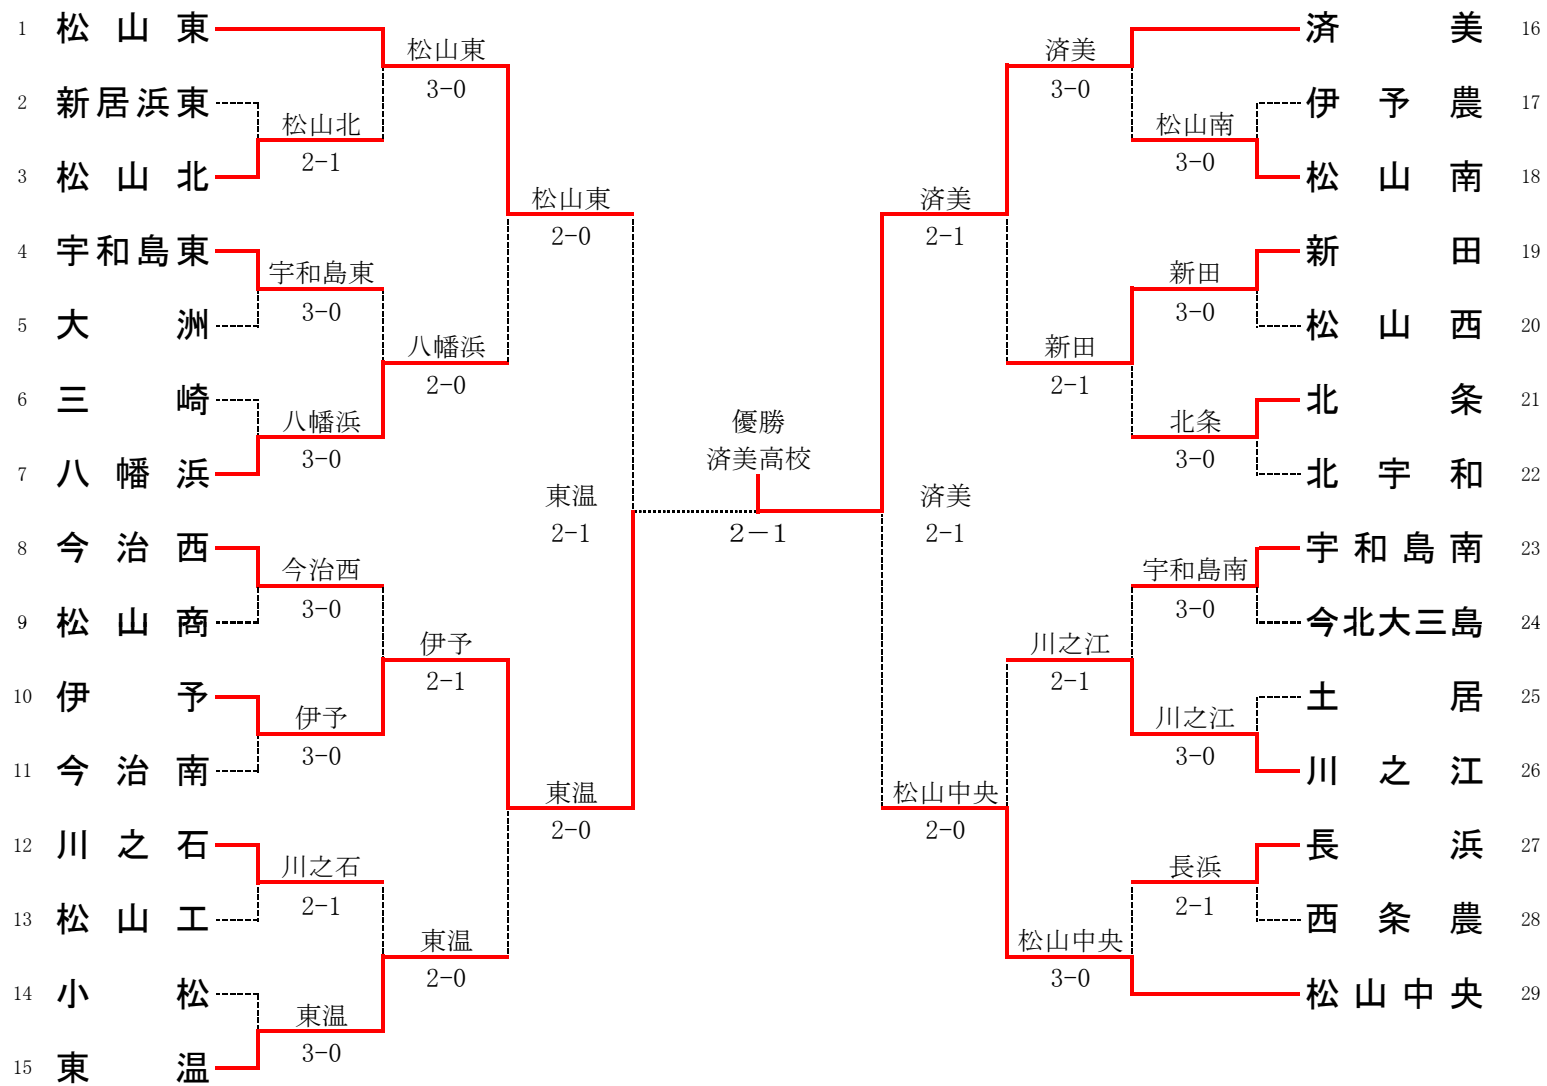 1 松山東
2 新居浜東
3 松山北
4 宇和島東
5 大洲
6 三崎
7 八幡浜
8 今治西
9 松山商
10 伊予
11 今治南
12 川之石
13 松山工
14 小松
15 東温
松山北
2-1
宇和島東
3-0
八幡浜
3-0
今治西
3-0
伊予
3-0
川之石
2-1
東温
3-0
松山東
3-0
八幡浜
2-0
伊予
2-1
東温
2-0
松山東
2-0
東温
2-0
東温
2-1
優勝
済美高校
2-1
済美
2-1
済美
2-1
松山中央
2-0
済美
3-0
新田
2-1
川之江
2-1
松山中央
3-0
松山南
3-0
新田
3-0
北条
3-0
宇和島南
3-0
川之江
3-0
長浜
2-1
済美 16
伊予農 17
松山南 18
新田 19
松山西 20
北条 21
北宇和 22
宇和島南 23
今北大三島 24
土居 25
川之江 26
長浜 27
西条農 28
松山中央 29